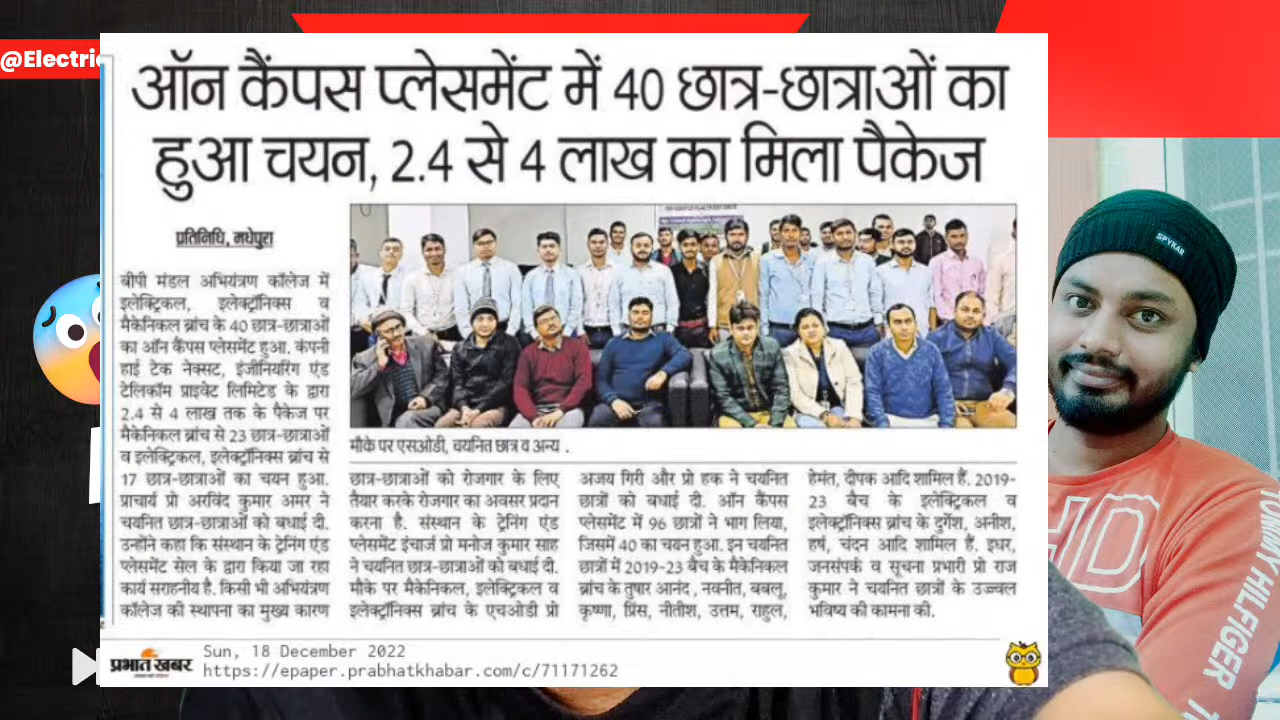 @Electric
ऑन कैंपस प्लेसमेंट में 40 छात्र-छात्राओं का
हुआ चयन, 2.4 से 4 लाख का मिला पैकेज
प्रतिनिधि, मधेपुरा
बीपी मंडल अभियंत्रण कॉलेज में
इलेक्ट्रिकल, इलेक्ट्रॉनिक्स व
मैकेनिकल ब्रांच के 40 छात्र-छात्राओं
का ऑन कैंपस प्लेसमेंट हुआ. कंपनी
हाई टेक नेक्सट, इंजीनियरिंग एंड
टेलिकॉम प्राइवेट लिमिटेड के द्वारा
2.4 से 4 लाख तक के पैकेज पर
मैकेनिकल ब्रांच से 23 छात्र-छात्राओं
व इलेक्ट्रिकल, इलेक्ट्रॉनिक्स ब्रांच से
17 छात्र-छात्राओं का चयन हुआ.
प्राचार्य प्रो अरविंद कुमार अमर ने
चयनित छात्र-छात्राओं को बधाई दी.
उन्होंने कहा कि संस्थान के ट्रेनिंग एंड
प्लेसमेंट सेल के द्वारा किया जा रहा
कार्य सराहनीय है. किसी भी अभियंत्रण
कॉलेज की स्थापना का मुख्य कारण
मौके पर एसओडी, चयनित छात्र व अन्य .
छात्र-छात्राओं को रोजगार के लिए
तैयार करके रोजगार का अवसर प्रदान
करना है. संस्थान के ट्रेनिंग एंड
प्लेसमेंट इंचार्ज प्रो मनोज कुमार साह
ने चयनित छात्र-छात्राओं को बधाई दी.
मौके पर मैकेनिकल, इलेक्ट्रिकल व
इलेक्ट्रॉनिक्स ब्रांच के एचओडी प्रो
अजय गिरी और प्रो हक ने चयनित
छात्रों को बधाई दी. ऑन कैंपस
प्लेसमेंट में 96 छात्रों ने भाग लिया,
जिसमें 40 का चयन हुआ. इन चयनित
छात्रों में 2019-23 बैच के मैकेनिकल
ब्रांच के तुषार आनंद , नवनीत, बबलू,
कृष्णा, प्रिंस, नीतीश, उत्तम, राहुल,
हेमंत, दीपक आदि शामिल हैं. 2019-
23 बैच के इलेक्ट्रिकल व
इलेक्ट्रॉनिक्स ब्रांच के दुर्गेश, अनीश,
हर्ष, चंदन आदि शामिल हैं. इधर,
जनसंपर्क व सूचना प्रभारी प्रो राज
कुमार ने चयनित छात्रों के उज्ज्वल
भविष्य की कामना की.
प्रभात खबर
Sun, 18 December 2022
https://epaper.prabhatkhabar.com/c/71171262
SPYKAR
HD
TOMMY HILFIGER